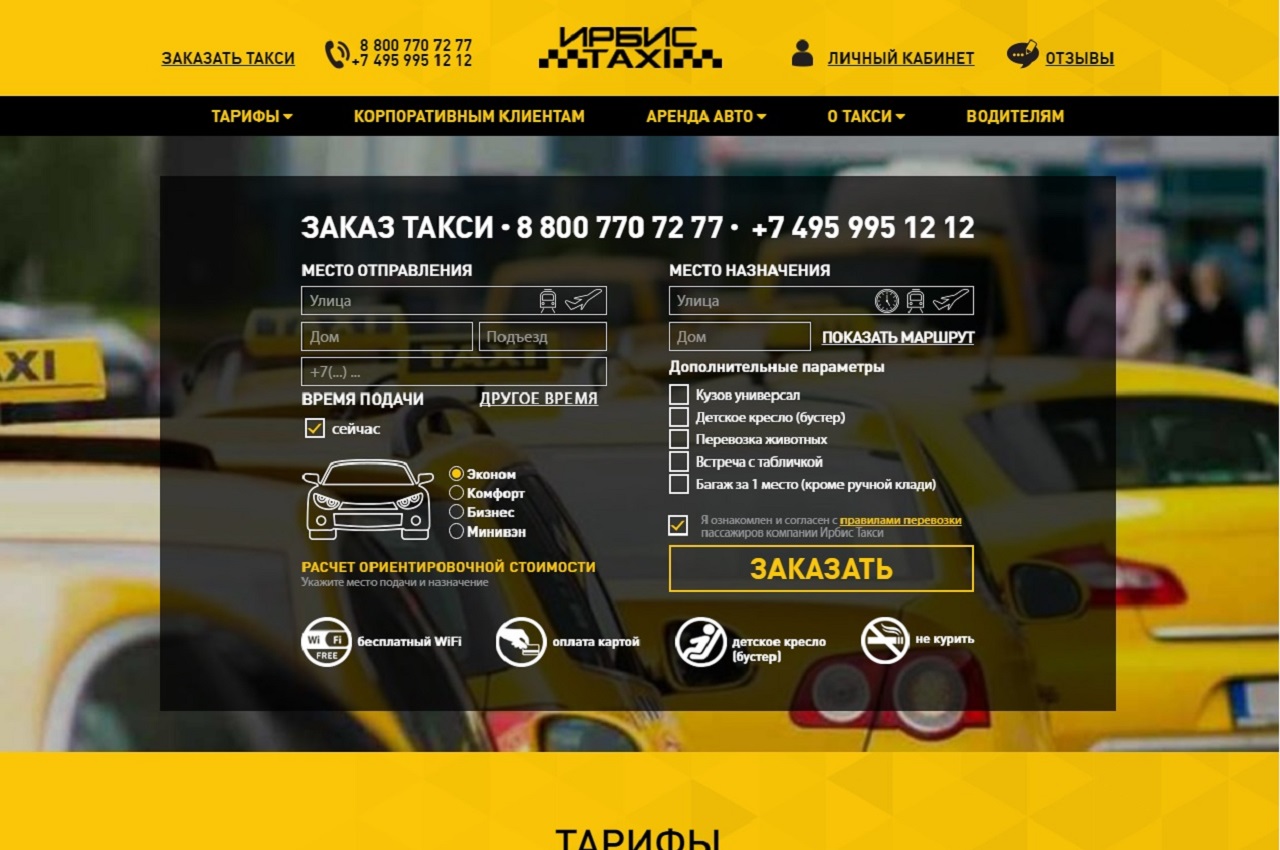 ЗАКАЗАТЬ ТАКСИ
8 800 770 72 77
+7 495 995 12 12
ИРБИС
TAXI
ЛИЧНЫЙ КАБИНЕТ
ОТЗЫВЫ
ТАРИФЫ
КОРПОРАТИВНЫМ КЛИЕНТАМ
АРЕНДА АВТО
О ТАКСИ
ВОДИТЕЛЯМ
ЗАКАЗ ТАКСИ • 8 800 770 72 77 • +7 495 995 12 12
МЕСТО ОТПРАВЛЕНИЯ
Улица
Дом
Подъезд
+7(...) ...
ВРЕМЯ ПОДАЧИ
ДРУГОЕ ВРЕМЯ
сейчас
Эконом
Комфорт
Бизнес
Минивэн
РАСЧЕТ ОРИЕНТИРОВОЧНОЙ СТОИМОСТИ
Укажите место подачи и назначение
МЕСТО НАЗНАЧЕНИЯ
Улица
Дом
ПОКАЗАТЬ МАРШРУТ
Дополнительные параметры
Кузов универсал
Детское кресло (бустер)
Перевозка животных
Встреча с табличкой
Багаж за 1 место (кроме ручной клади)
Я ознакомлен и согласен с правилами перевозки
пассажиров компании Ирбис Такси
ЗАКАЗАТЬ
Wi Fi
FREE
бесплатный WiFi
оплата картой
детское кресло
(бустер)
не курить
AXI
TAXI
ТАРИФЫ